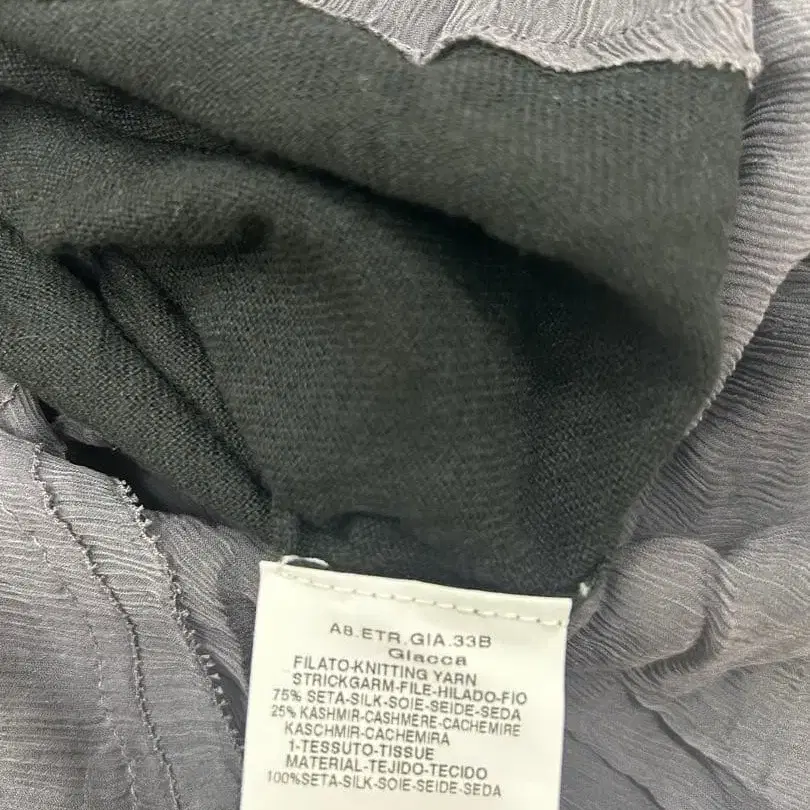 A8.ETR.GIA.33B
Giacca
FILATO-KNITTING YARN
STRICKGARM-FILE-HILADO-FIO
75% SETA-SILK-SOIE-SEIDE-SEDA
25% KASHMIR-CASHMERE-CACHEMIRE
KASCHMIR-CACHEMIRA
1-TESSUTO-TISSUE
MATERIAL-TEJIDO-TECIDO
100%SETA-SILK-SOIE-SEIDE-SEDA